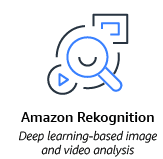 Amazon Rekognition
Deep learning-based image
and video analysis